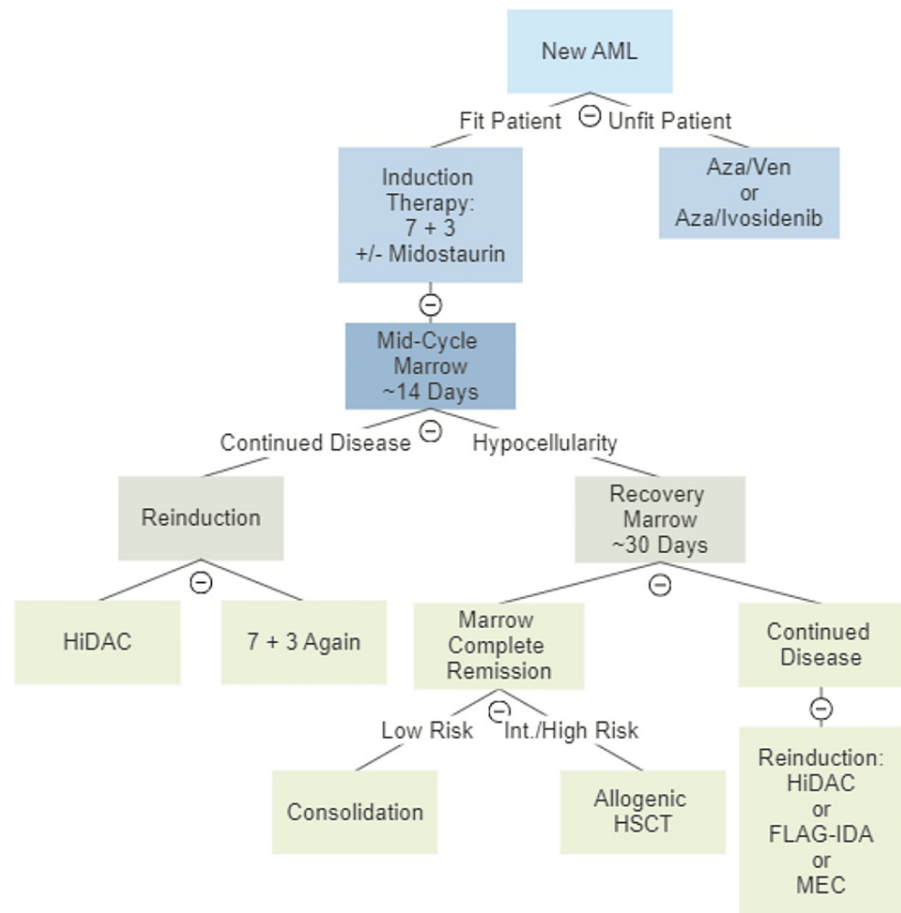 New AML
Fit Patient
Unfit Patient
Induction
Therapy:
7 + 3
+/- Midostaurin
Aza/Ven
or
Aza/Ivosidenib
Mid-Cycle
Marrow
~14 Days
Continued Disease
Hypocellularity
Reinduction
Recovery
Marrow
~30 Days
HiDAC
7 + 3 Again
Marrow
Complete
Remission
Continued
Disease
Low Risk
Int./High Risk
Consolidation
Allogenic
HSCT
Reinduction:
HiDAC
or
FLAG-IDA
or
MEC